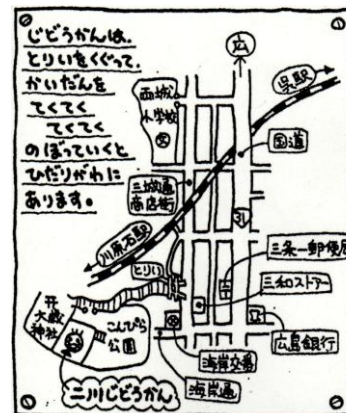 じどうかんは、
とりいをくぐって、
かいだんを
てくてく
てくてく
のぼっていくと
ひだりがわに
あります。
広
呉駅
両城
小学校
文
国道
三城通
商店街
川原石駅
とりい
三条一郵便局
三和ストアー
〒
大歳
神社
こんぴら
公園
海岸交番
広島銀行
海岸通
二川じどうかん